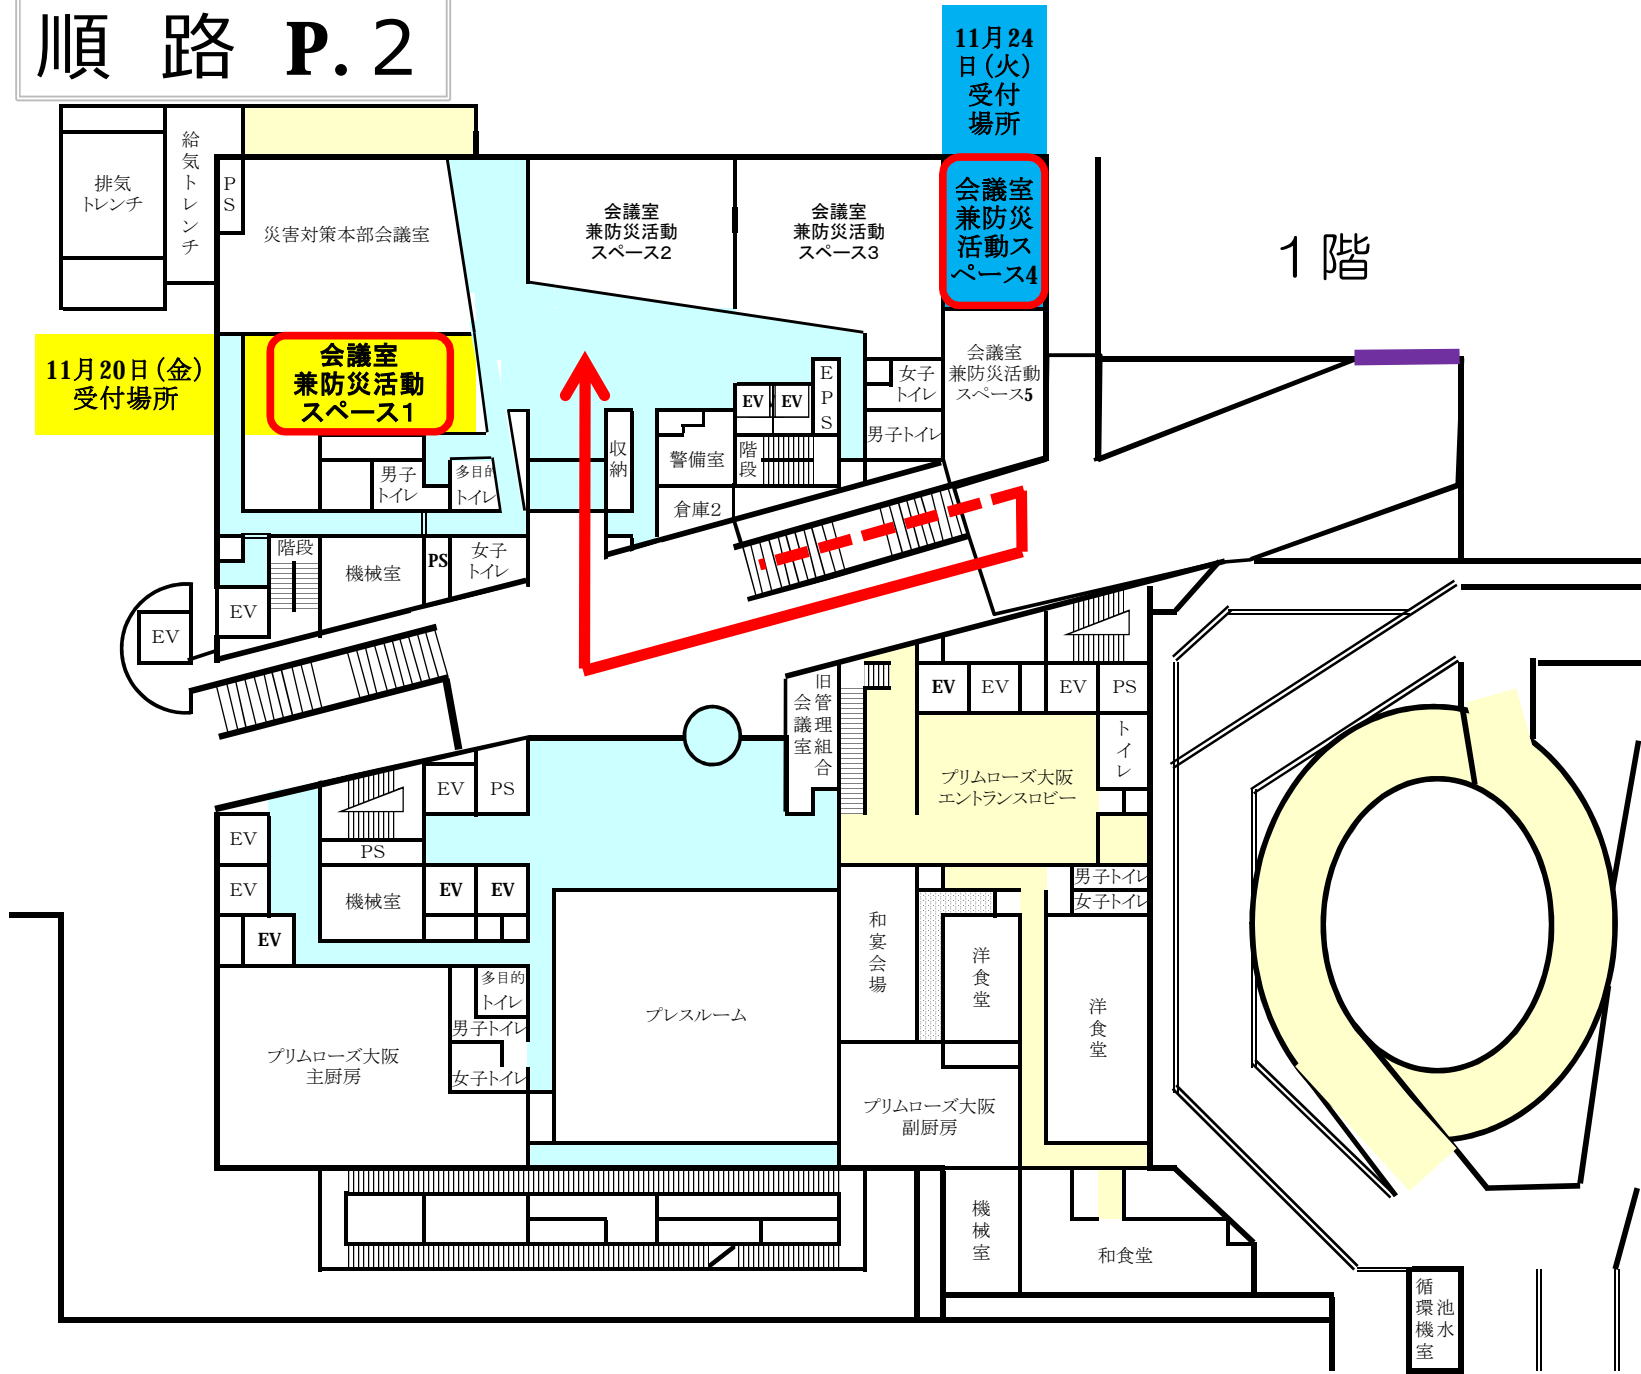 順 路 P.2
11月24
日(火)
受付
場所
給気トレンチ
排気
トレンチ
PS
災害対策本部会議室
会議室
兼防災活動
スペース2
会議室
兼防災活動
スペース3
会議室
兼防災
活動ス
ペース4
1階
11月20日(金)
受付場所
会議室
兼防災活動
スペース1
会議室
兼防災活動
スペース5
EV
EV
EPS
女子
トイレ
男子トイレ
収納
警備室
階段
倉庫2
男子
トイレ
多目的
トイレ
階段
機械室
PS
女子
トイレ
EV
EV
旧管理組合
会議室
EV
EV
EV
PS
トイレ
プリムローズ大阪
エントランスロビー
EV
PS
EV
PS
EV
機械室
EV
EV
EV
男子トイレ
女子トイレ
和宴会場
洋食堂
洋食堂
多目的
トイレ
男子トイレ
女子トイレ
プレスルーム
プリムローズ大阪
主厨房
プリムローズ大阪
副厨房
機械室
和食堂
池水
循環機室